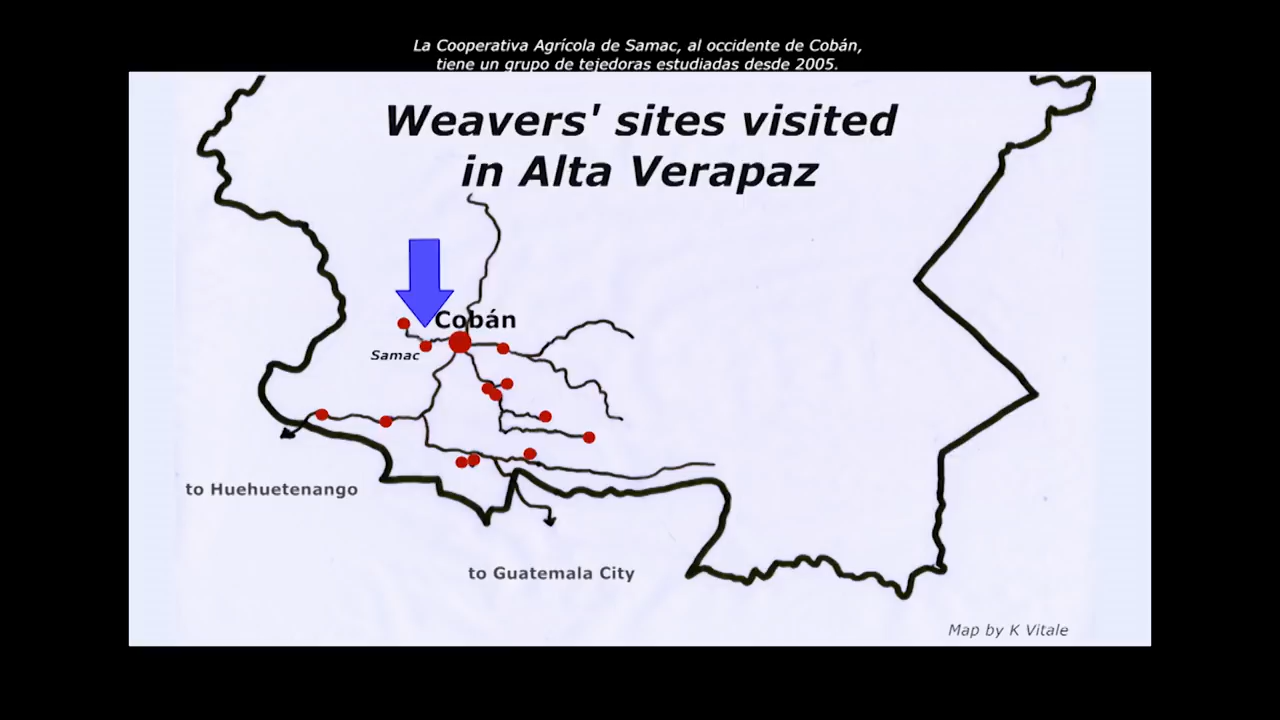 La Cooperativa Agrícola de Samac, al occidente de Cobán,
tiene un grupo de tejedoras estudiadas desde 2005.
Weavers' sites visited
in Alta Verapaz
Cobán
Samac
to Huehuetenango
to Guatemala City
Map by K Vitale